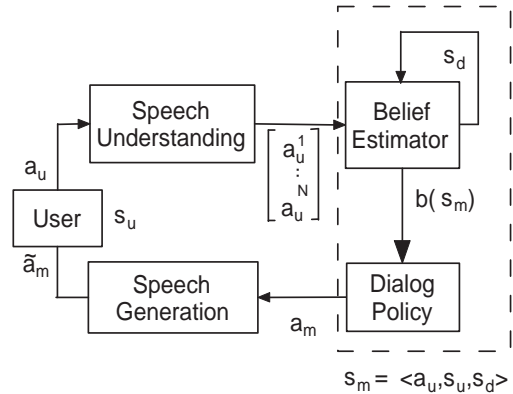 s_d
Speech
Understanding
Belief
Estimator
a_u
a_u^1
:
N
a_u
b( s_m)
User
s_u
ã_m
Speech
Generation
a_m
Dialog
Policy
s_m = <a_u,s_u,s_d>